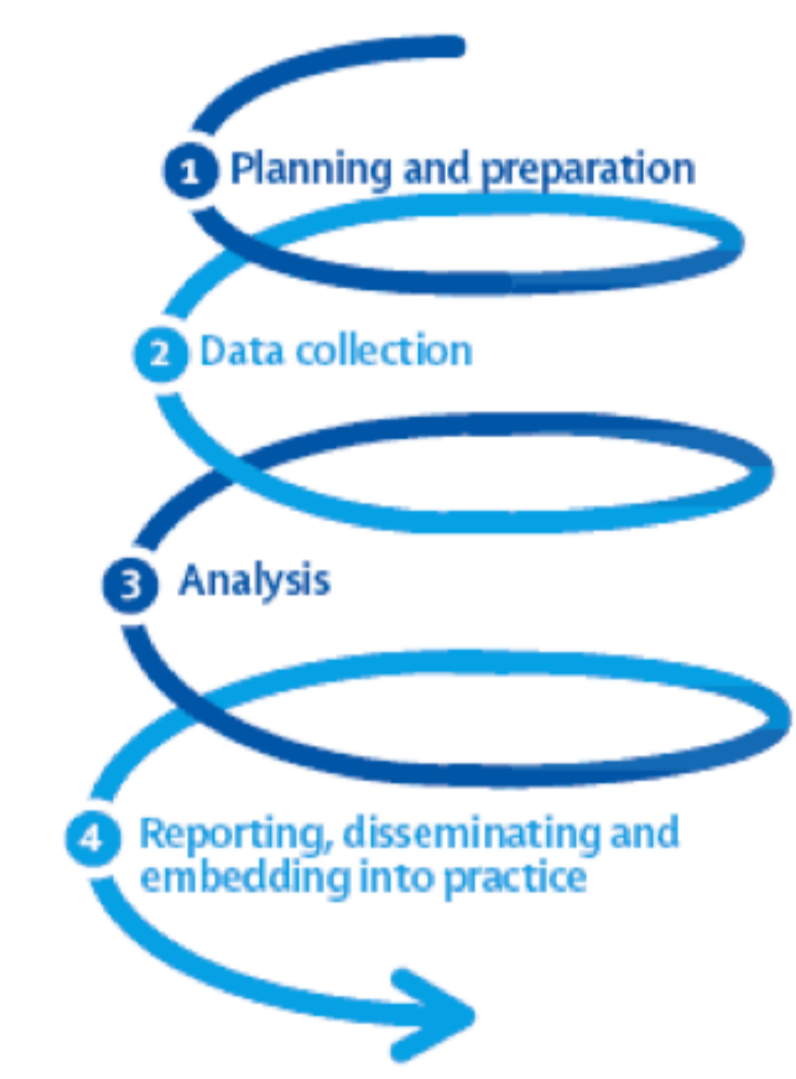 1 Planning and preparation
2 Data collection
3 Analysis
4 Reporting, disseminating and
embedding into practice